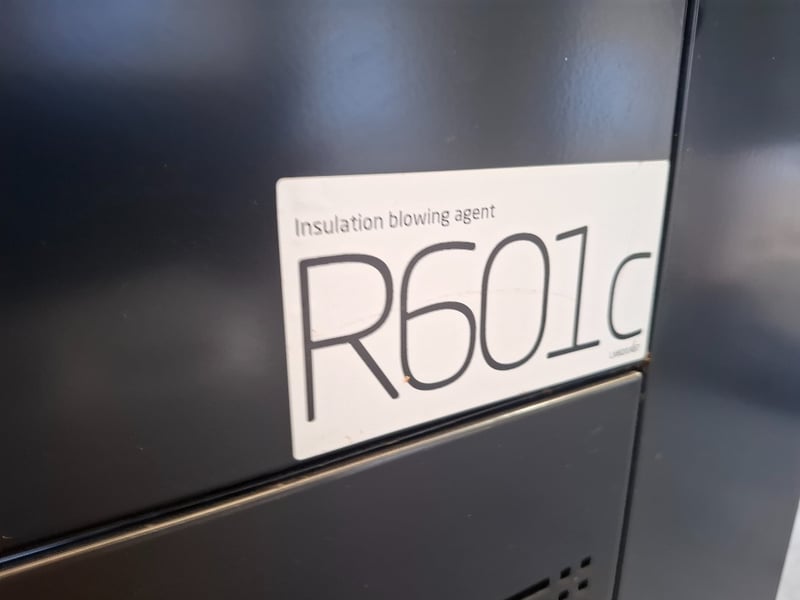 Insulation blowing agent
R601c